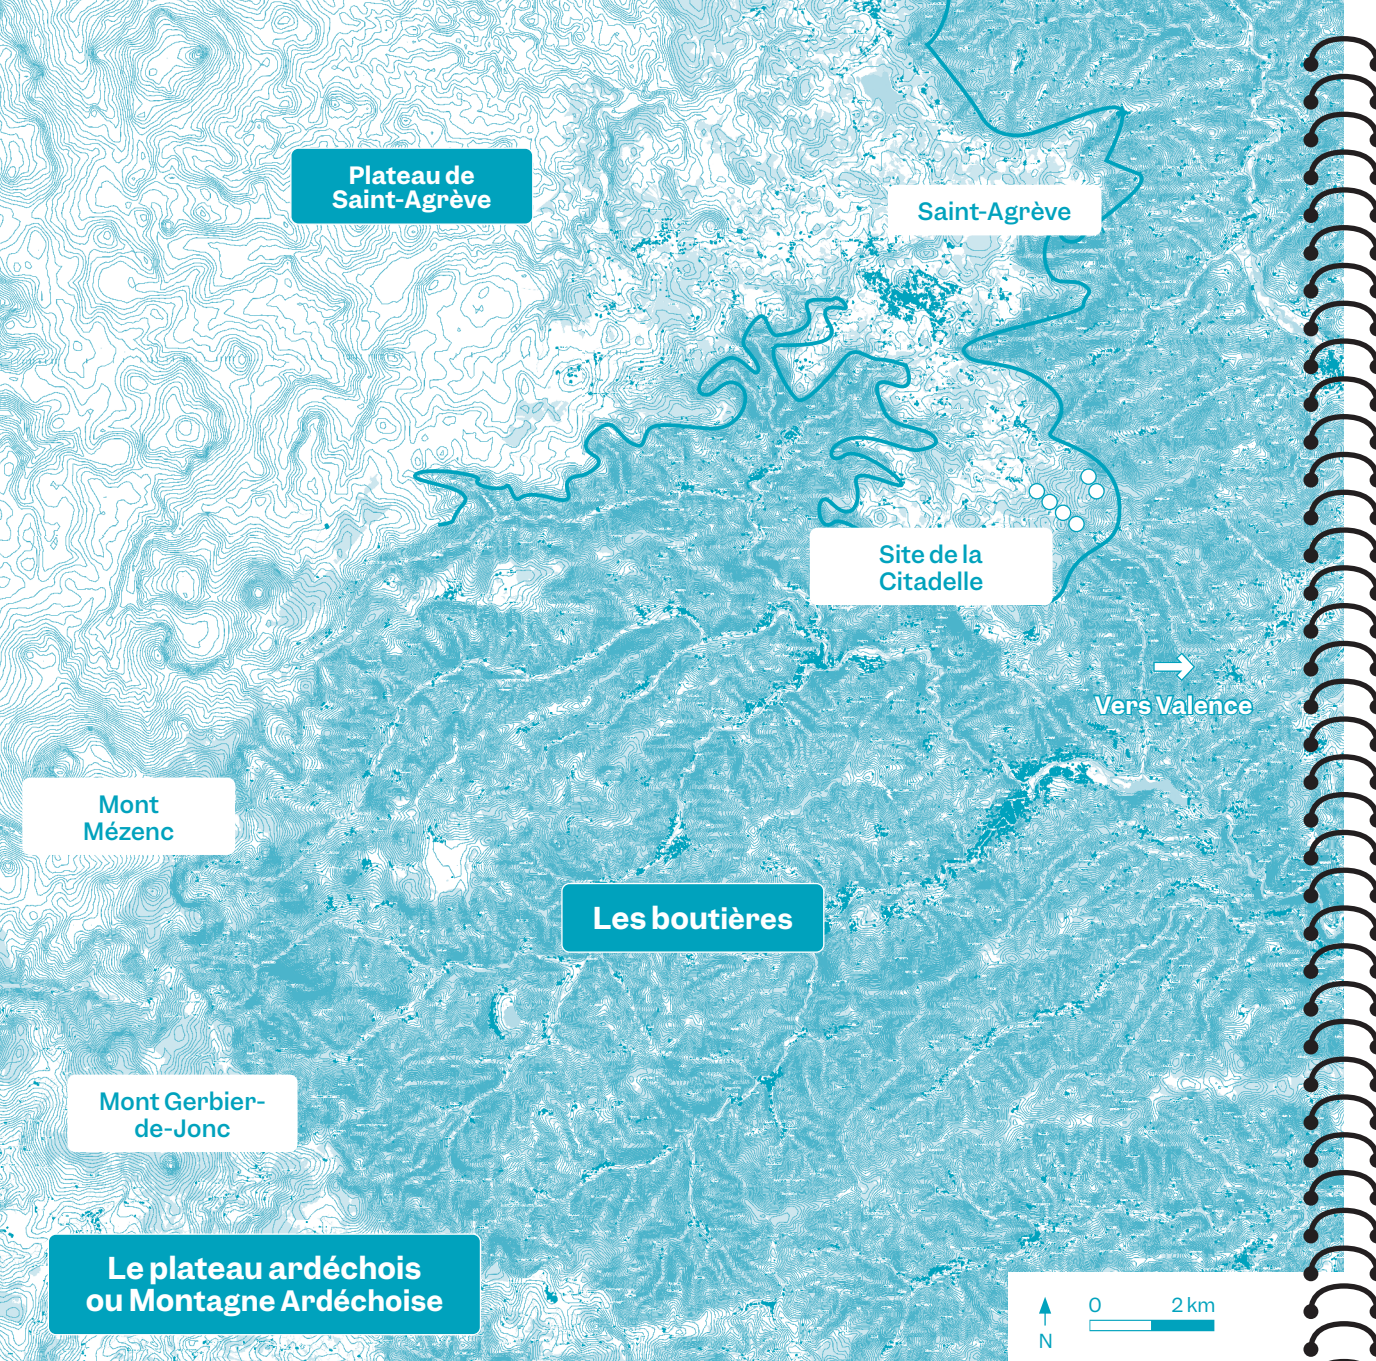 Plateau de
Saint-Agrève
Saint-Agrève
Site de la
Citadelle
Vers Valence
Mont
Mézenc
Les boutières
Mont Gerbier-
de-Jonc
Le plateau ardéchois
ou Montagne Ardéchoise
0 2 km
N